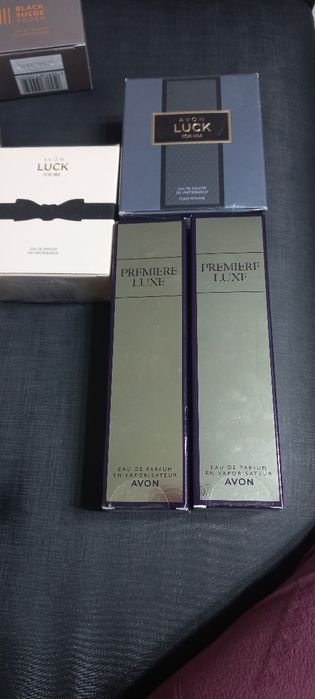 BLACK
SUEDE
TOUCH
AVON
LUCK
FOR HIM
EAU DE TOILETTE
EN VAPORISATEUR
POUR HOMME
AVON
LUCK
FOR HER
EAU DE PARFUM
EN VAPORISATEUR
PREMIERE
LUXE
EAU DE PARFUM
EN VAPORISATEUR
AVON
PREMIERE
LUXE
EAU DE PARFUM
EN VAPORISATEUR
AVON